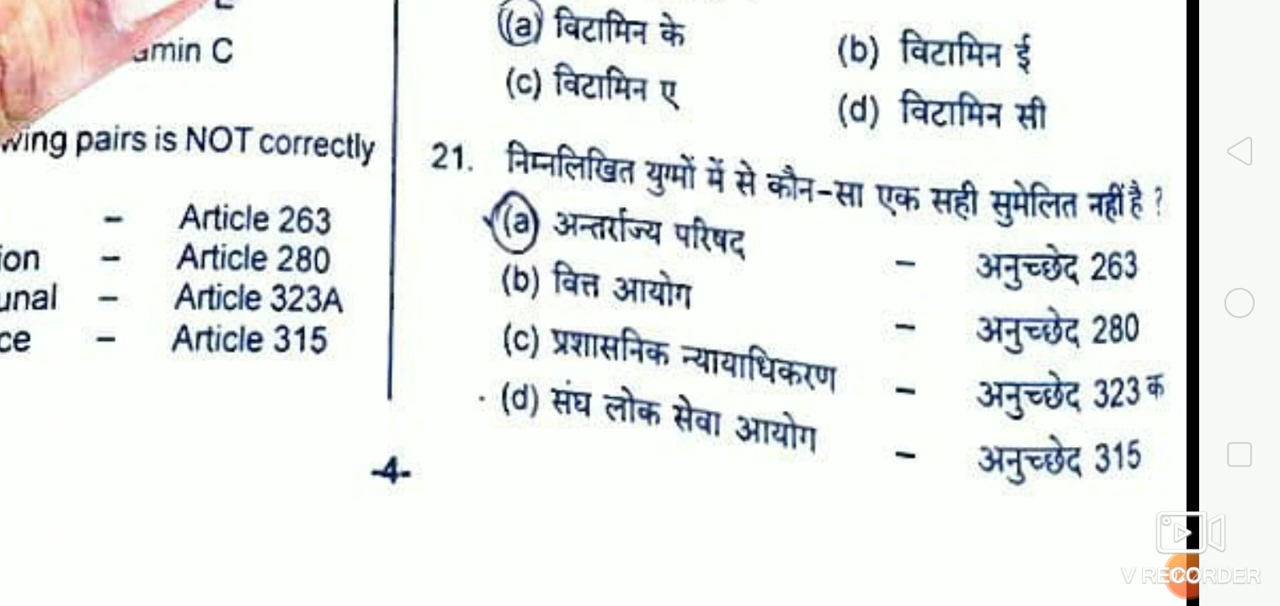 min C
wing pairs is NOT correctly
– Article 263
ion – Article 280
unal – Article 323A
ce – Article 315
(a) विटामिन के (b) विटामिन ई
(c) विटामिन ए (d) विटामिन सी
21. निम्नलिखित युग्मों में से कौन-सा एक सही सुमेलित नहीं है ?
(a) अन्तर्राज्य परिषद – अनुच्छेद 263
(b) वित्त आयोग – अनुच्छेद 280
(c) प्रशासनिक न्यायाधिकरण – अनुच्छेद 323 क
(d) संघ लोक सेवा आयोग – अनुच्छेद 315
-4-
V RECORDER